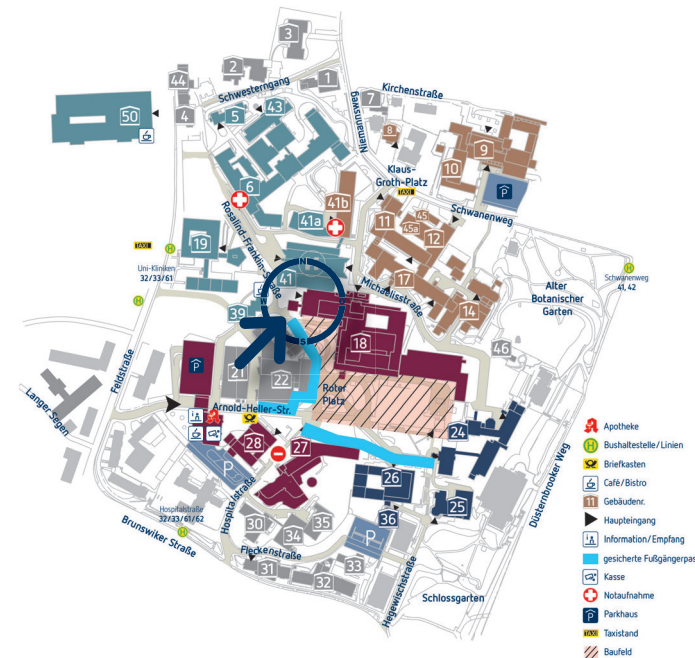 3
2
1
44
Schwesterngang
4
5
43
7
Kirchenstraße
50
Niemannsweg
8
9
10
Klaus-
Groth-Platz
TAXI
P
Schwanenweg
6
41b
41a
Rosalind-Franklin-Straße
11
45
45a
12
TAXI
H
19
Uni-Kliniken
32/33/61
41
N
W
S
17
Michaelisstraße
14
Alter
Botanischer
Garten
H
Schwanenweg
41, 42
H
39
18
46
Feldstraße
P
21
22
Roter
Platz
Langer Segen
Arnold-Heller-Str.
28
27
24
P
26
25
Düsternbrooker Weg
Hospitalstraße
32/33/61/62
H
Hospitalstraße
Brunswiker Straße
30
34
35
36
P
Fleckenstraße
31
32
33
Hegewischstraße
Schlossgarten
Apotheke
H Bushaltestelle/Linien
Briefkasten
Café/Bistro
11 Gebäudenr.
Haupteingang
Information/Empfang
gesicherte Fußgängerpas
Kasse
Notaufnahme
P Parkhaus
TAXI Taxistand
Baufeld